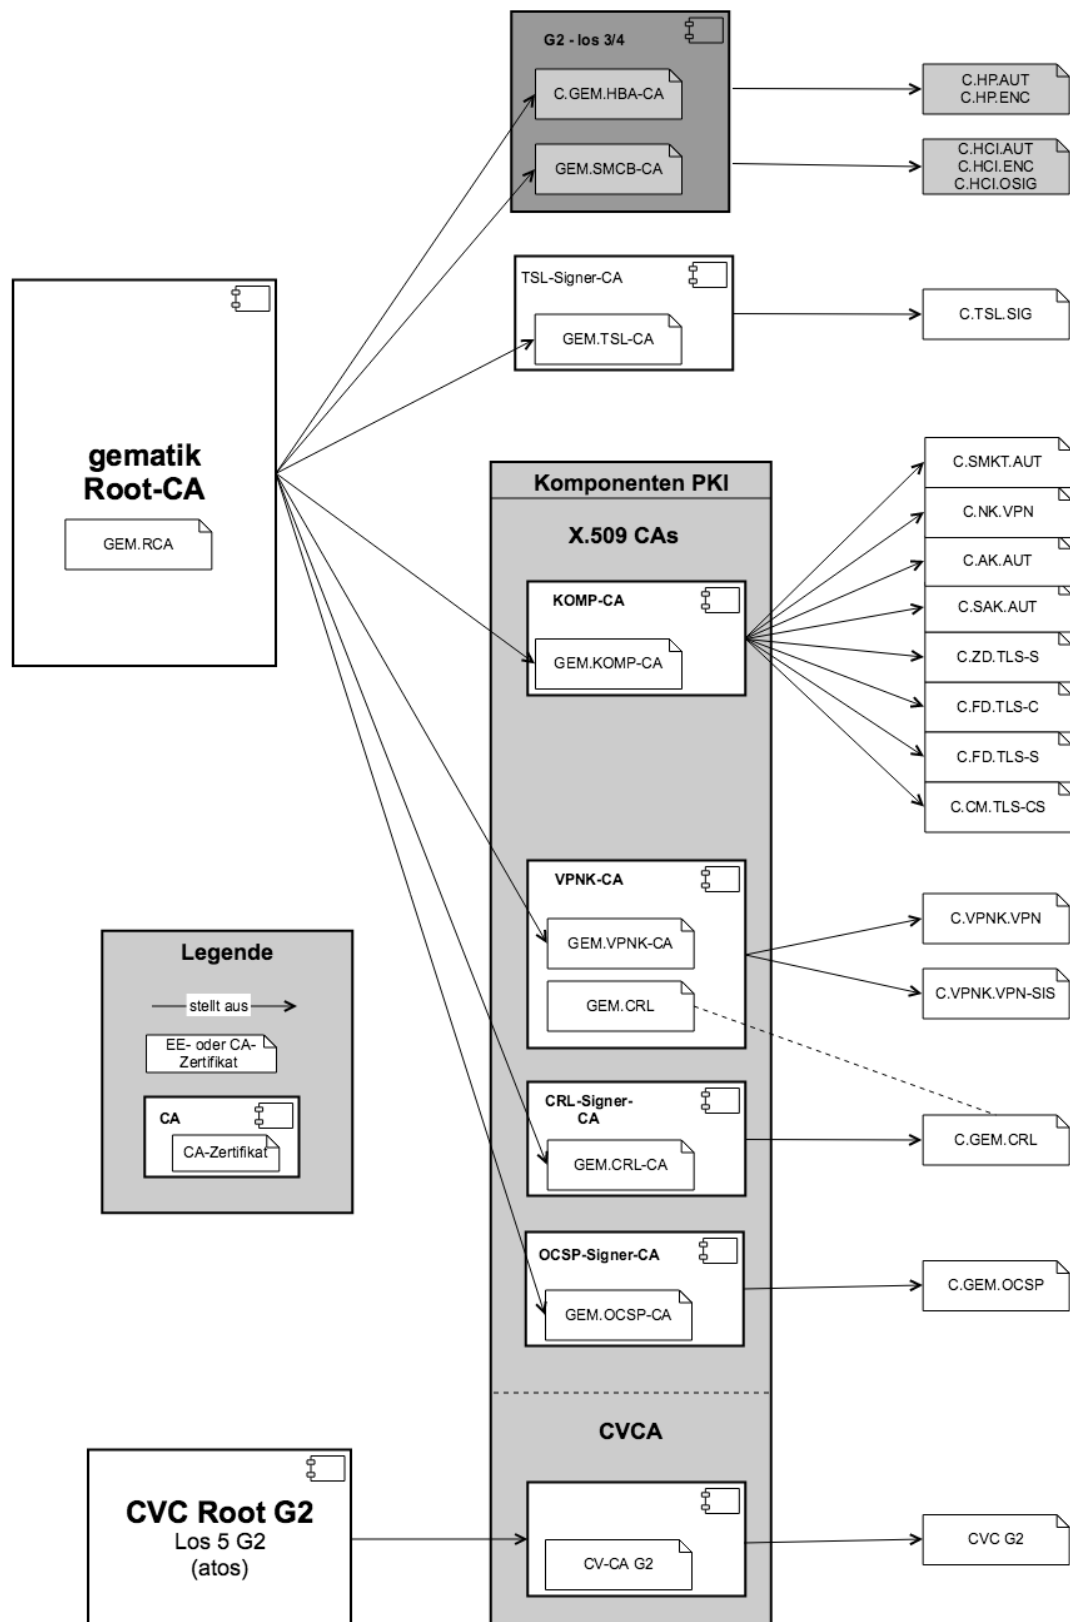 G2 - los 3/4
C.GEM.HBA-CA
GEM.SMCB-CA
C.HP.AUT
C.HP.ENC
C.HCI.AUT
C.HCI.ENC
C.HCI.OSIG
TSL-Signer-CA
GEM.TSL-CA
C.TSL.SIG
gematik
Root-CA
GEM.RCA
Komponenten PKI
X.509 CAs
KOMP-CA
GEM.KOMP-CA
C.SMKT.AUT
C.NK.VPN
C.AK.AUT
C.SAK.AUT
C.ZD.TLS-S
C.FD.TLS-C
C.FD.TLS-S
C.CM.TLS-CS
VPNK-CA
GEM.VPNK-CA
GEM.CRL
C.VPNK.VPN
C.VPNK.VPN-SIS
Legende
stellt aus
EE- oder CA-
Zertifikat
CA
CA-Zertifikat
CRL-Signer-
CA
GEM.CRL-CA
C.GEM.CRL
OCSP-Signer-CA
GEM.OCSP-CA
C.GEM.OCSP
CVCA
CVC Root G2
Los 5 G2
(atos)
CV-CA G2
CVC G2